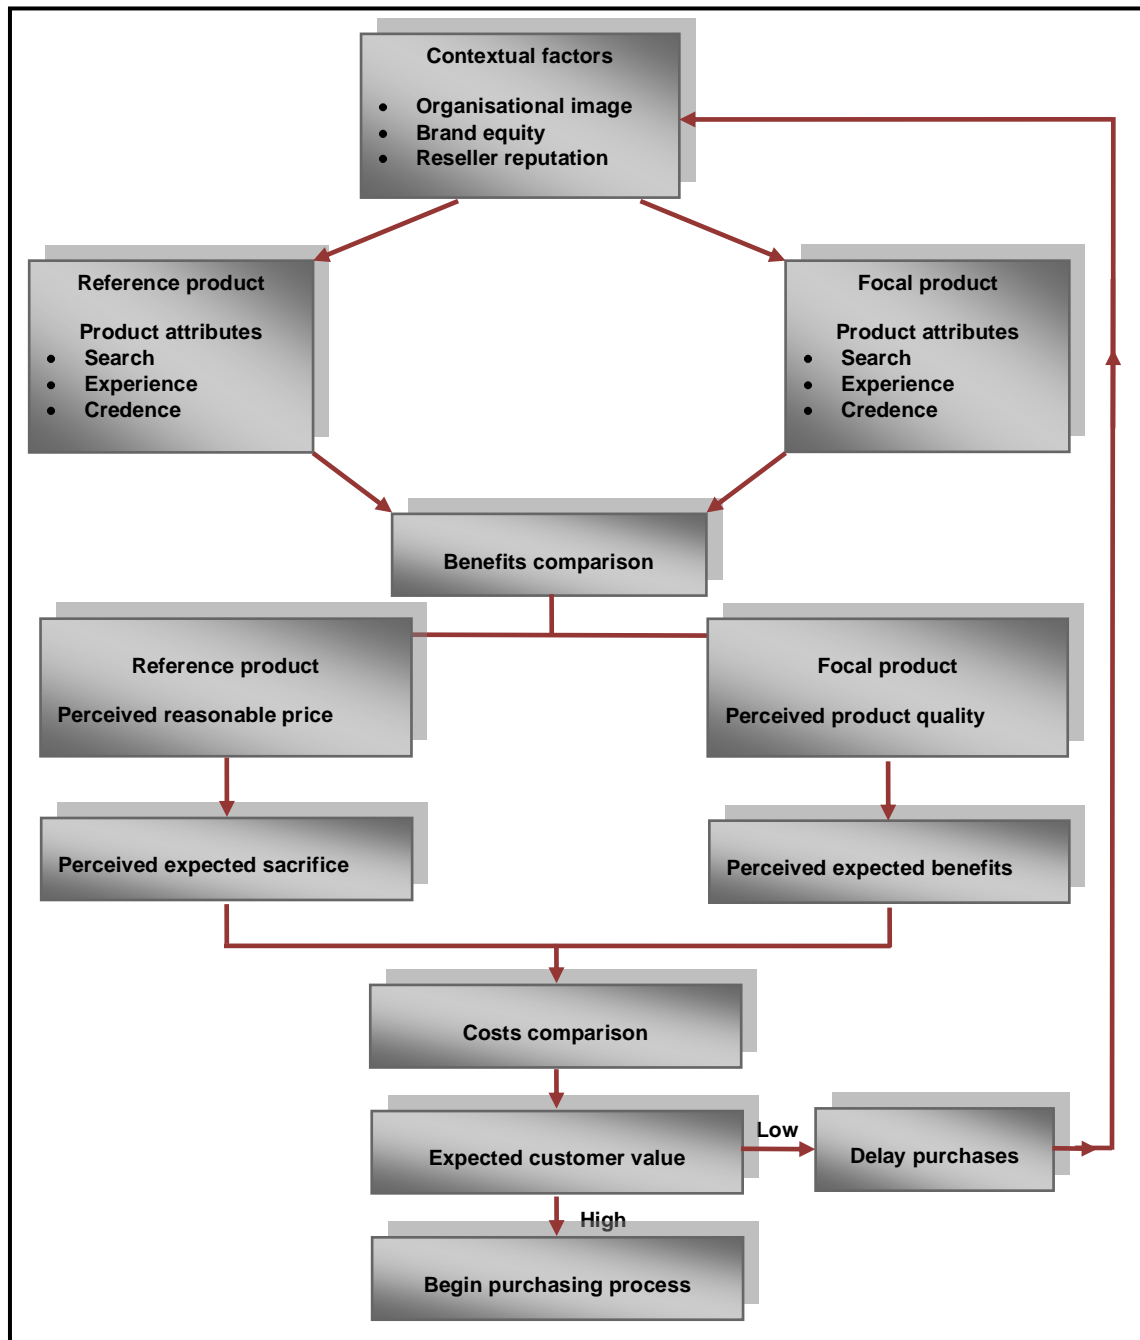 Contextual factors
• Organisational image
• Brand equity
• Reseller reputation
Reference product
Product attributes
• Search
• Experience
• Credence
Focal product
Product attributes
• Search
• Experience
• Credence
Benefits comparison
Reference product
Perceived reasonable price
Focal product
Perceived product quality
Perceived expected sacrifice
Perceived expected benefits
Costs comparison
Expected customer value
Low
Delay purchases
High
Begin purchasing process